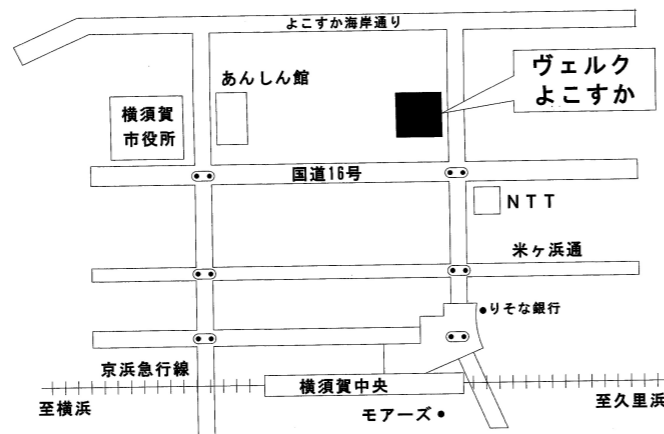 よこすか海岸通り
ヴェルク
よこすか
あんしん館
横須賀
市役所
国道16号
NTT
米ヶ浜通
りそな銀行
京浜急行線
横須賀中央
至横浜
至久里浜
モアーズ